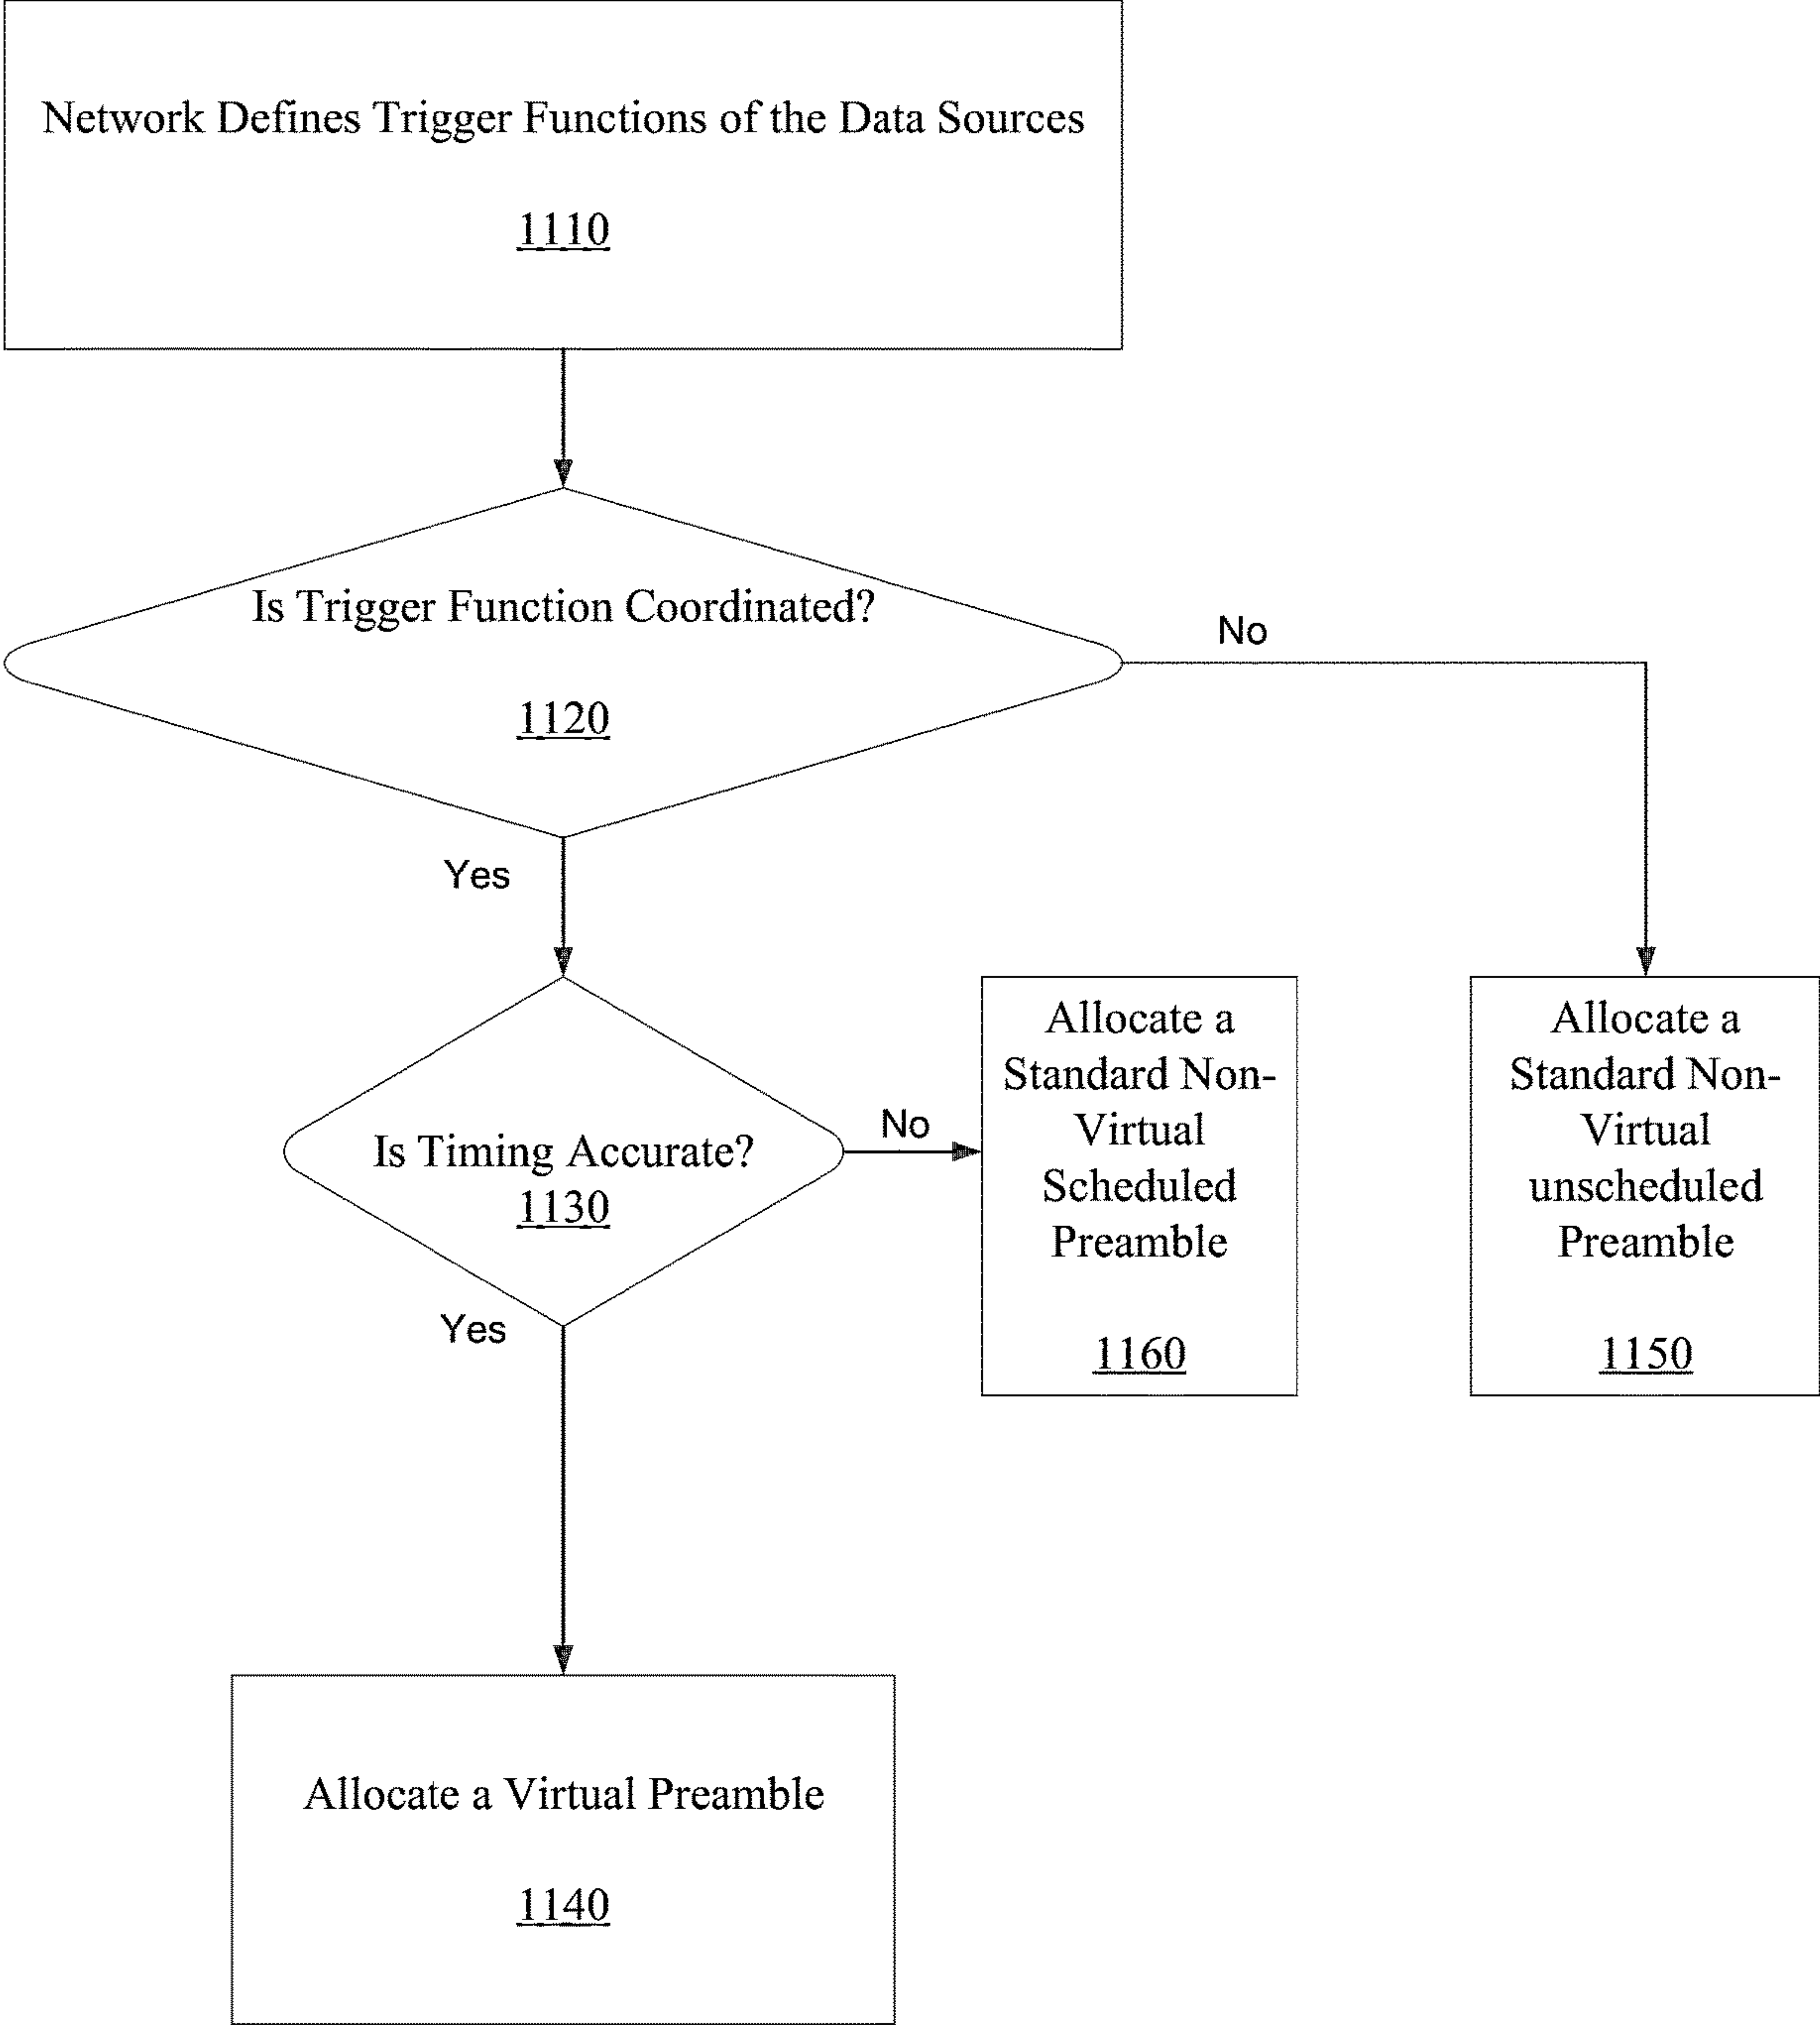 Network Defines Trigger Functions of the Data Sources
1110
Is Trigger Function Coordinated?
1120
No
Yes
Is Timing Accurate?
1130
No
Yes
Allocate a
Standard Non-
Virtual
Scheduled
Preamble
1160
Allocate a
Standard Non-
Virtual
unscheduled
Preamble
1150
Allocate a Virtual Preamble
1140